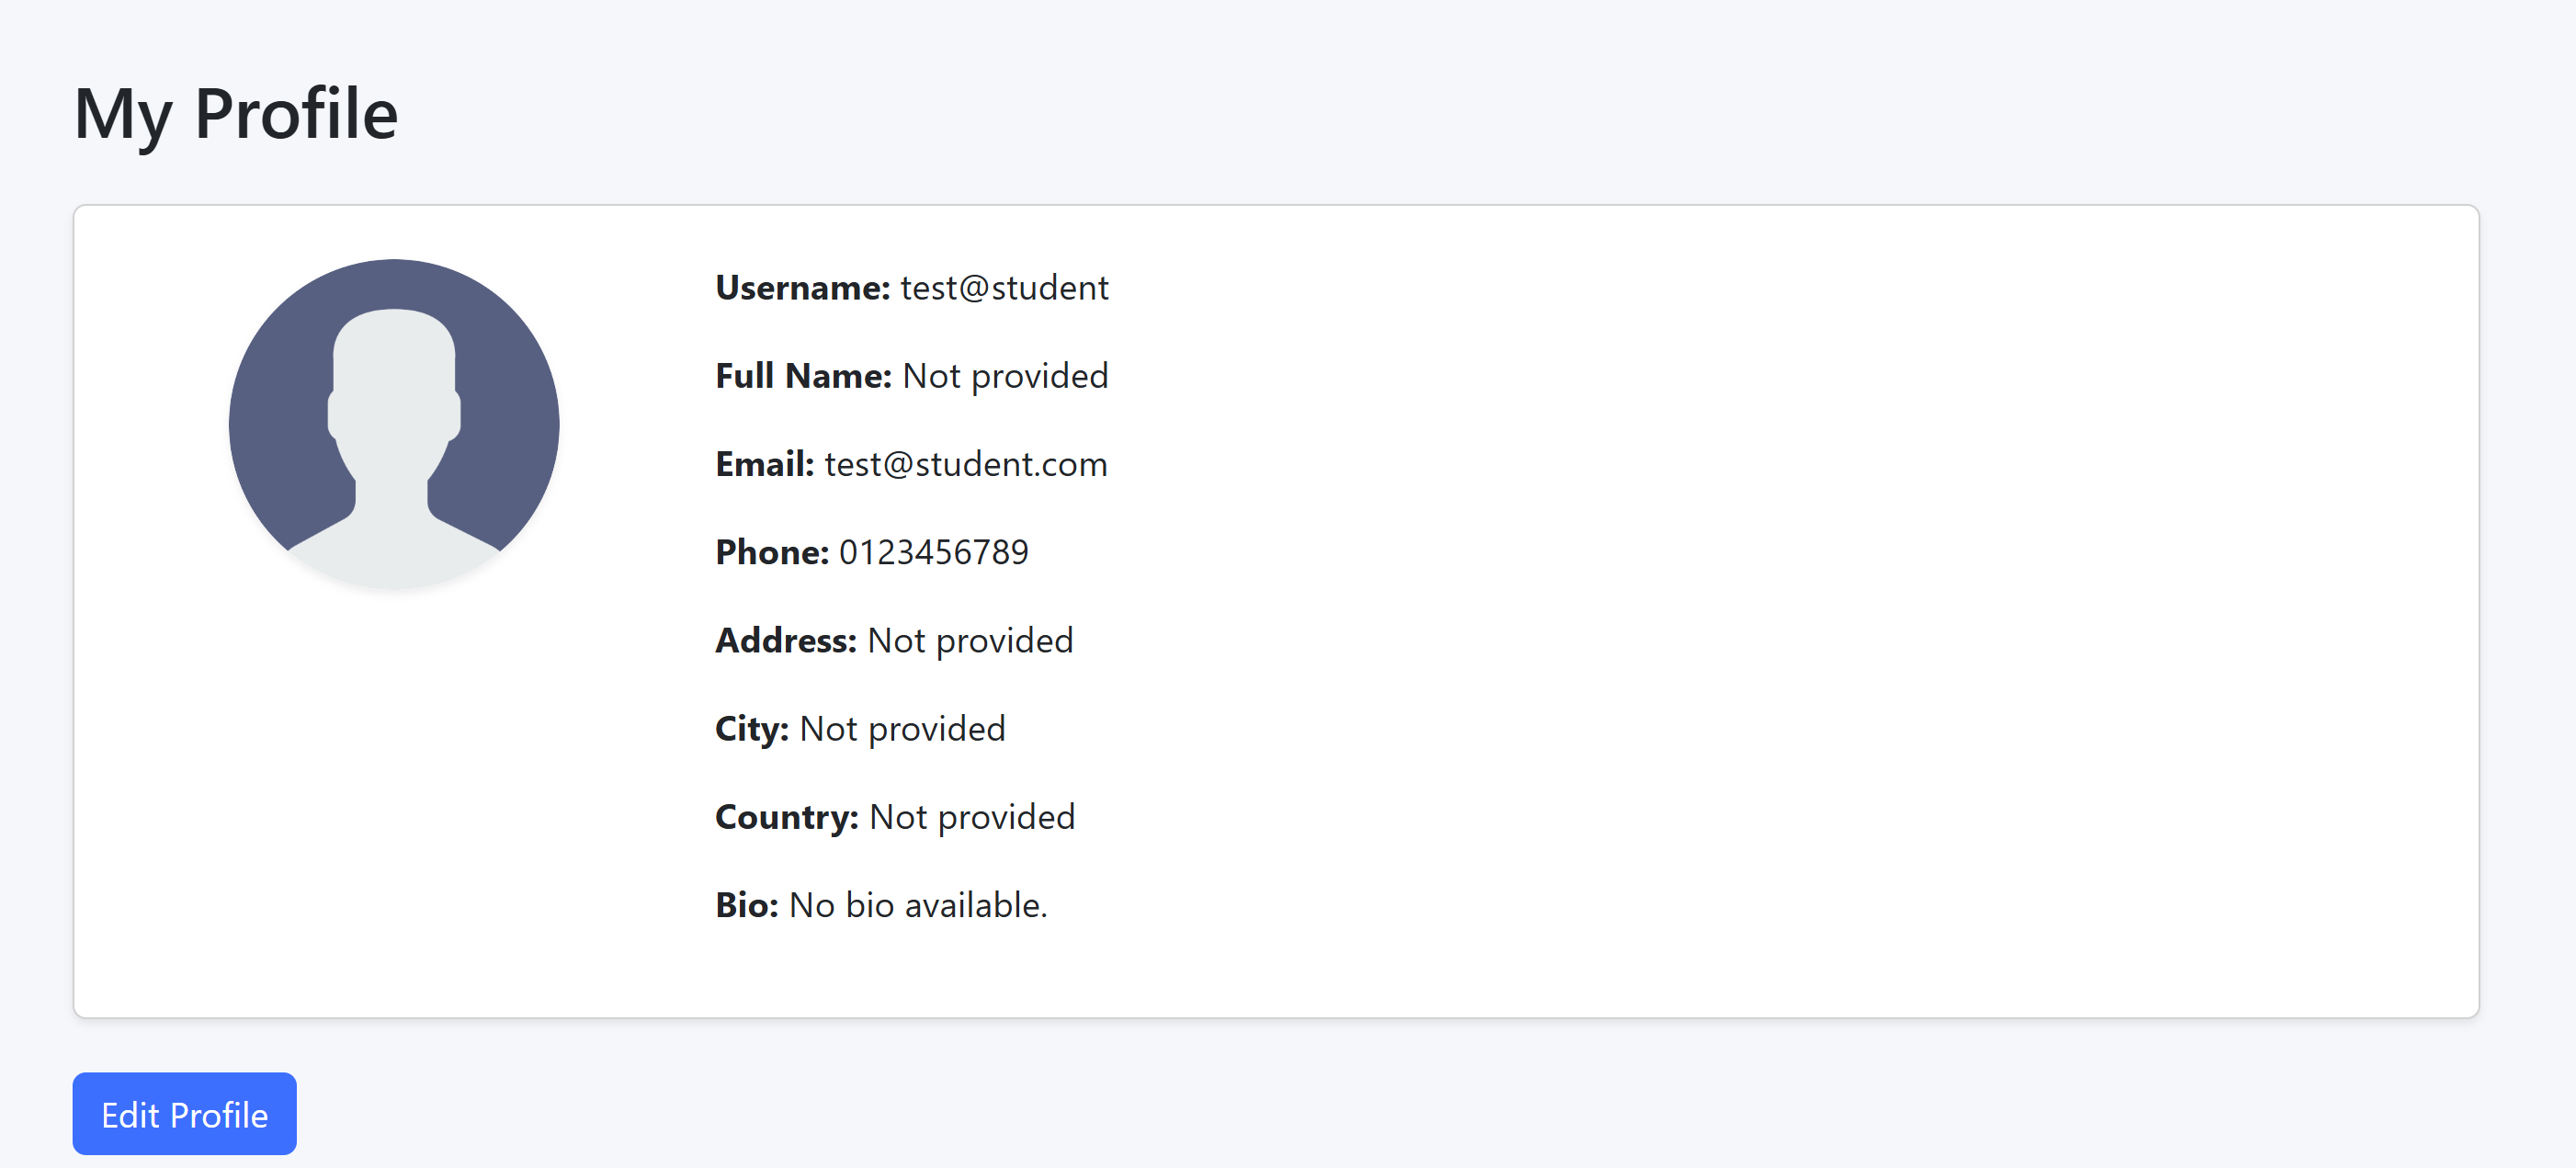 My Profile
Username: test@student
Full Name: Not provided
Email: test@student.com
Phone: 0123456789
Address: Not provided
City: Not provided
Country: Not provided
Bio: No bio available.
Edit Profile